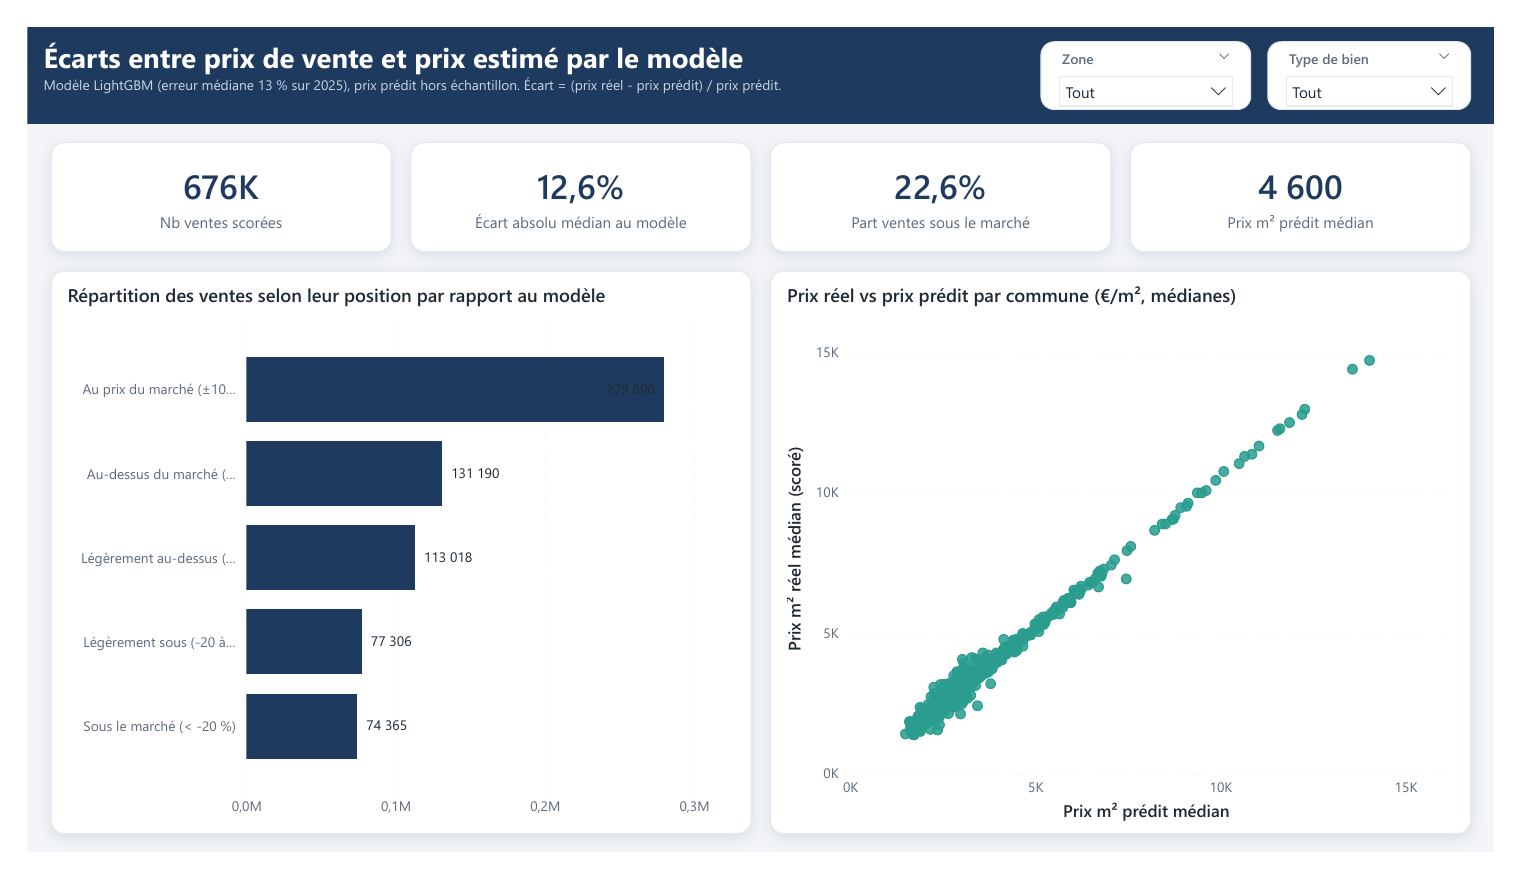 Écarts entre prix de vente et prix estimé par le modèle
Modèle LightGBM (erreur médiane 13 % sur 2025), prix prédit hors échantillon. Écart = (prix réel - prix prédit) / prix prédit.
Zone
Tout
Type de bien
Tout
676K
Nb ventes scorées
12,6%
Écart absolu médian au modèle
22,6%
Part ventes sous le marché
4 600
Prix m² prédit médian
Répartition des ventes selon leur position par rapport au modèle
Au prix du marché (±10...
279 890
Au-dessus du marché (...
131 190
Légèrement au-dessus (...
113 018
Légèrement sous (-20 à...
77 306
Sous le marché (< -20 %)
74 365
0,0M
0,1M
0,2M
0,3M
Prix réel vs prix prédit par commune (€/m², médianes)
Prix m² réel médian (scoré)
15K
10K
5K
0K
0K
5K
10K
15K
Prix m² prédit médian